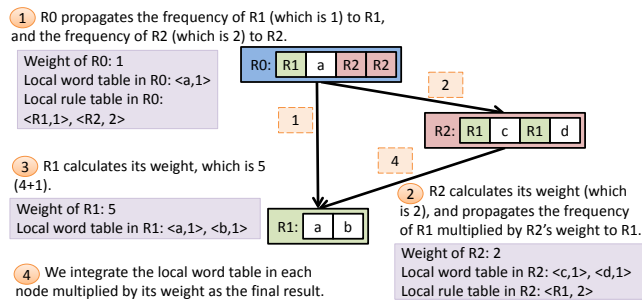 1 R0 propagates the frequency of R1 (which is 1) to R1,
and the frequency of R2 (which is 2) to R2.
Weight of R0: 1
Local word table in R0: <a,1>
Local rule table in R0:
<R1,1>, <R2, 2>
R0: R1 a R2 R2
2
1
R2: R1 c R1 d
4
3 R1 calculates its weight, which is 5
(4+1).
Weight of R1: 5
Local word table in R1: <a,1>, <b,1>
R1: a b
2 R2 calculates its weight (which
is 2), and propagates the frequency
of R1 multiplied by R2's weight to R1.
Weight of R2: 2
Local word table in R2: <c,1>, <d,1>
Local rule table in R2: <R1, 2>
4 We integrate the local word table in each
node multiplied by its weight as the final result.